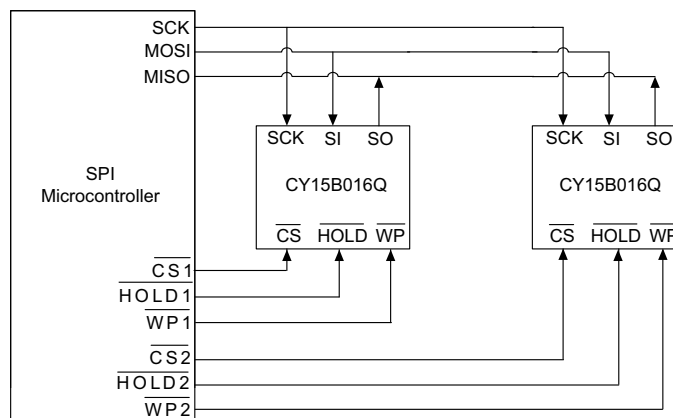 SCK
MOSI
MISO
SPI
Microcontroller
CS1
HOLD1
WP1
CS2
HOLD2
WP2
SCK SI SO
CY15B016Q
CS HOLD WP
SCK SI SO
CY15B016Q
CS HOLD WP